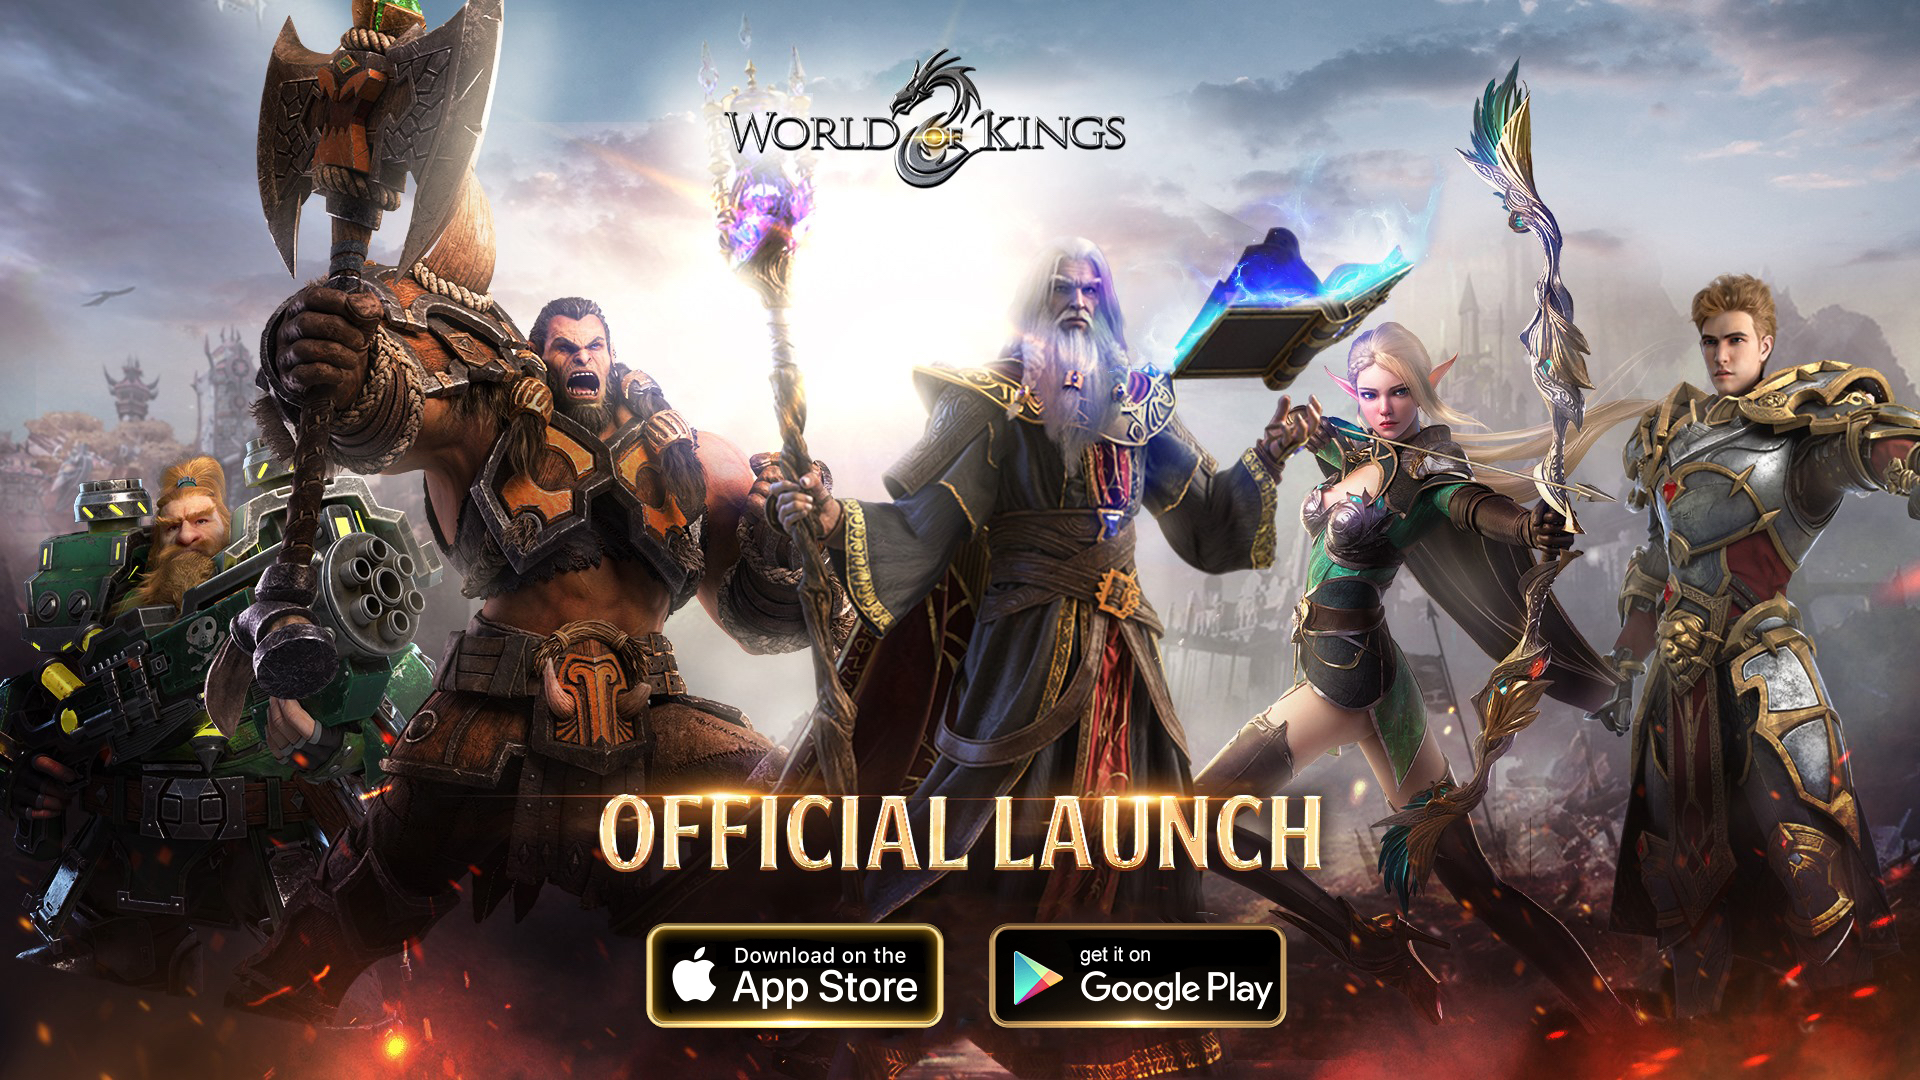 WORLD OF KINGS
OFFICIAL LAUNCH
Download on the
App Store
get it on
Google Play